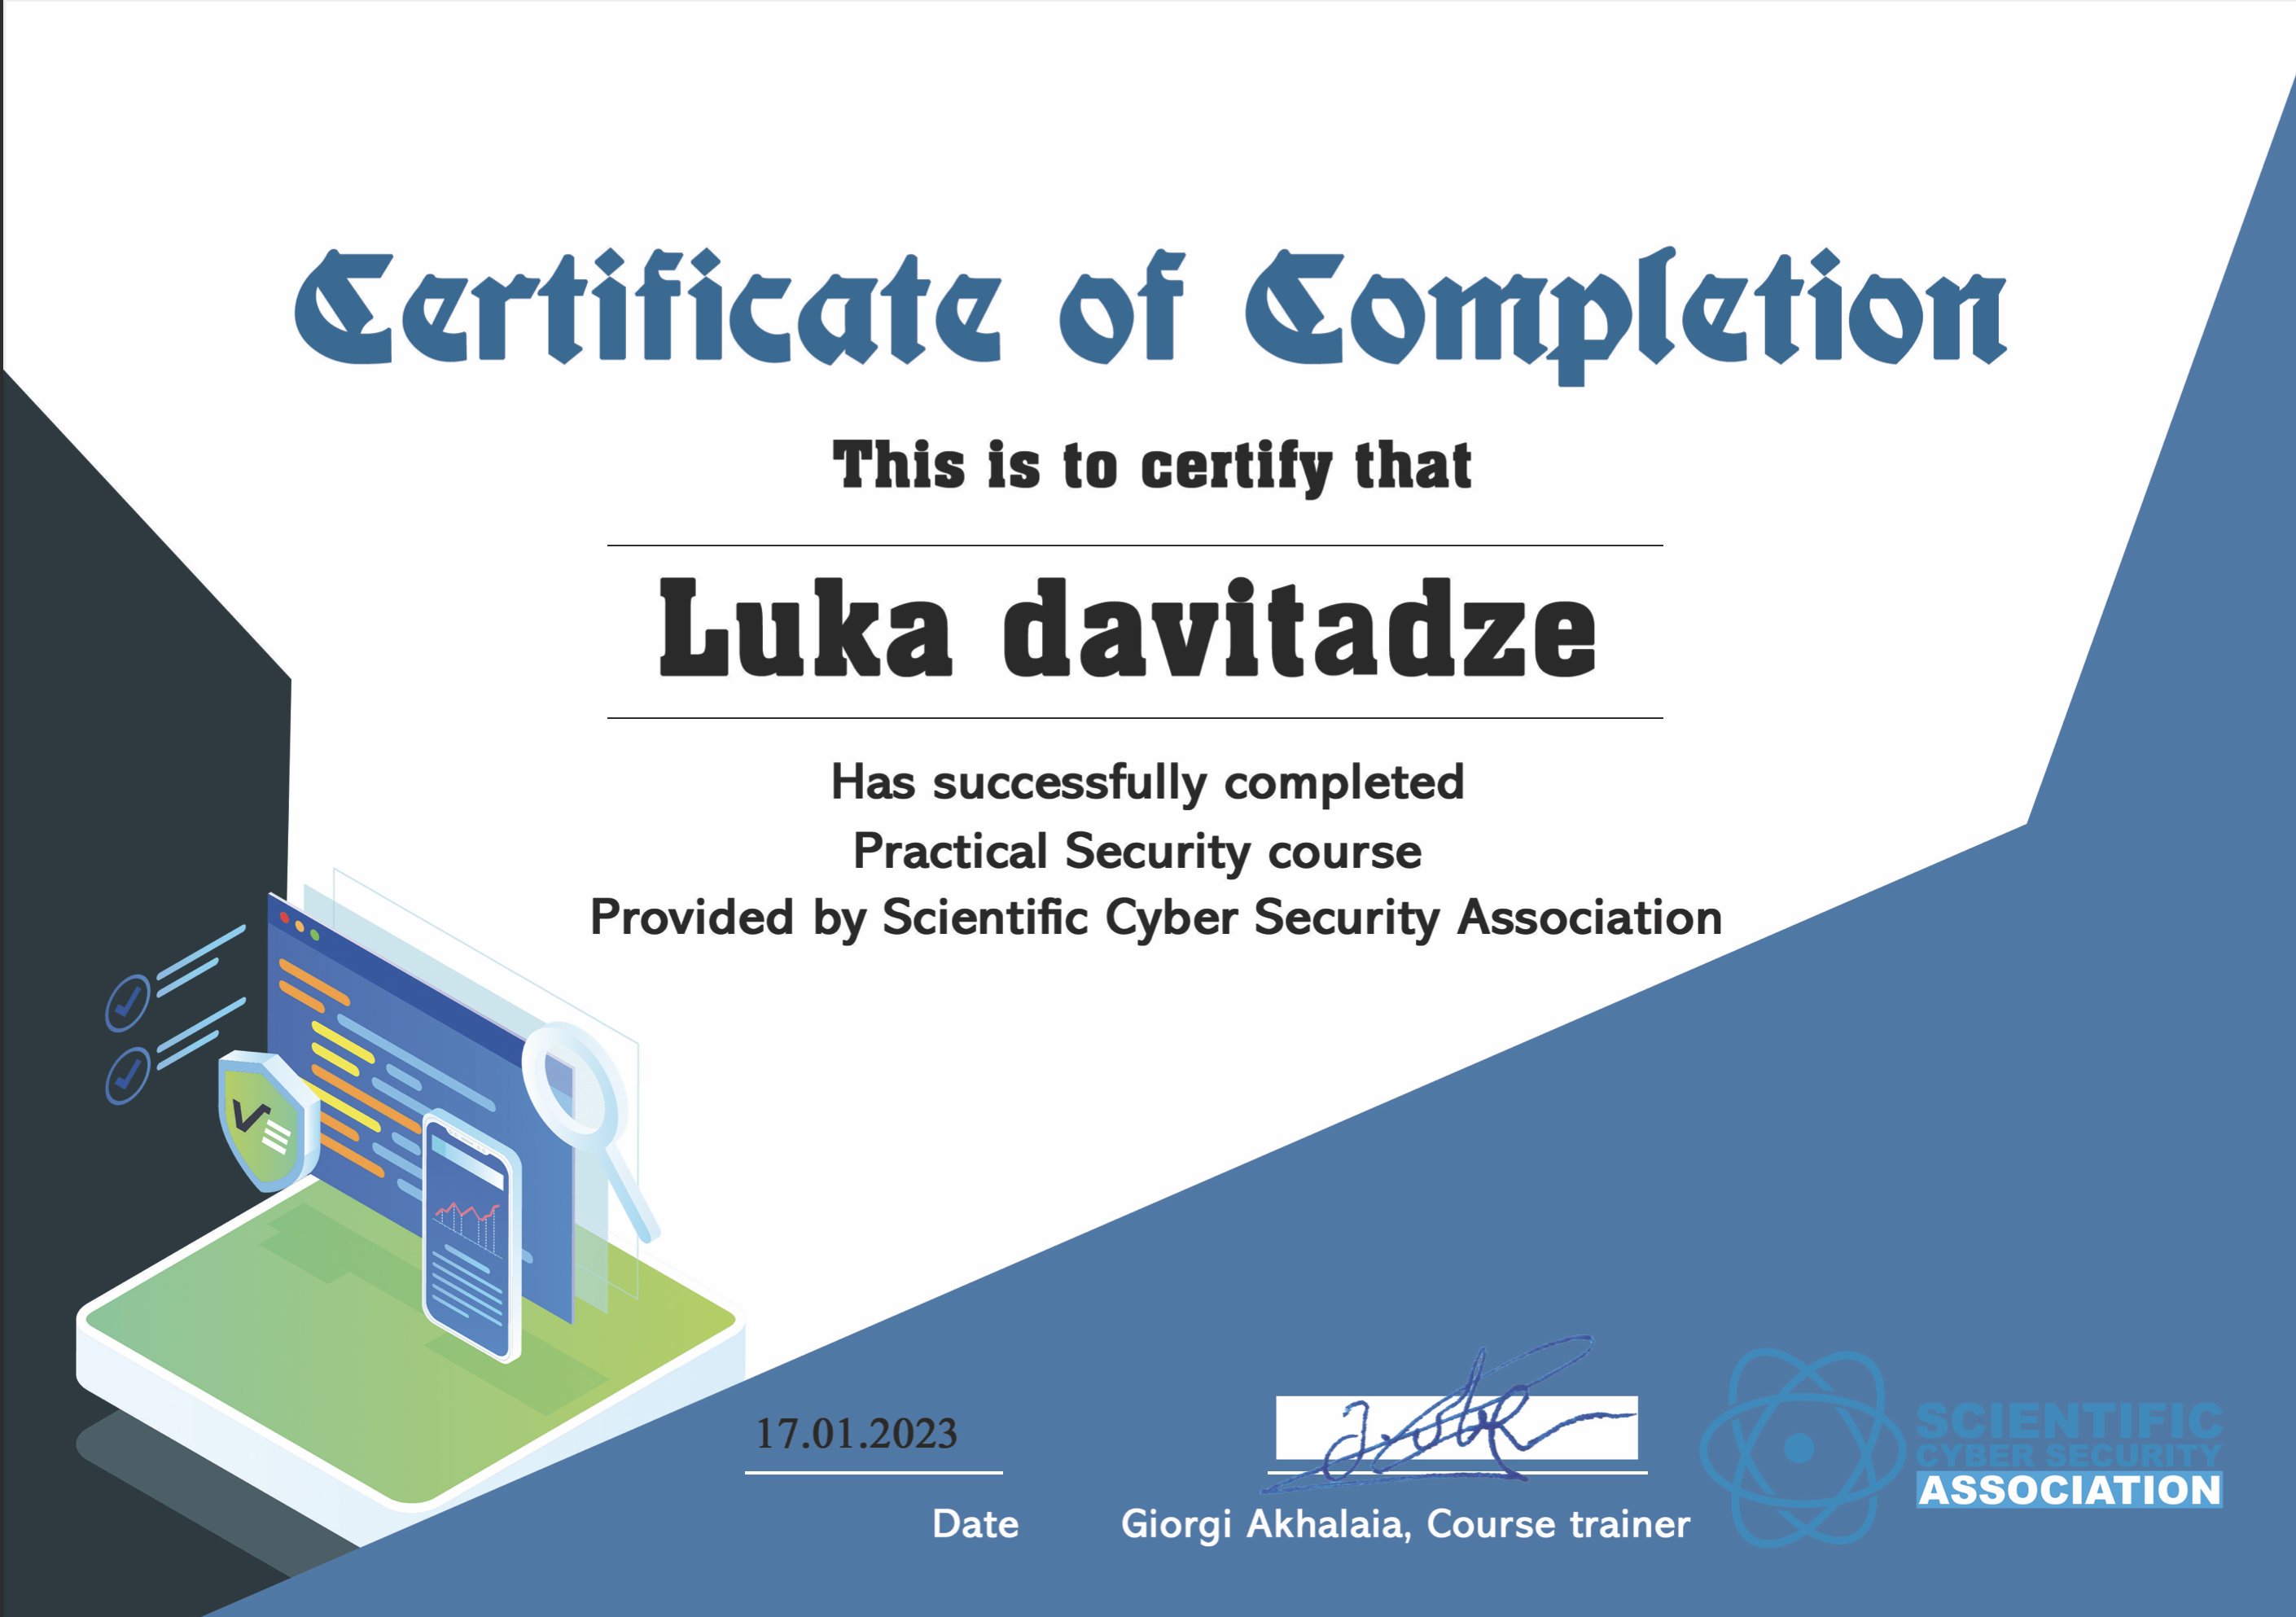 Certificate of Completion
This is to certify that
Luka davitadze
Has successfully completed
Practical Security course
Provided by Scientific Cyber Security Association
17.01.2023
Date
Giorgi Akhalaia, Course trainer
SCIENTIFIC
CYBER SECURITY
ASSOCIATION